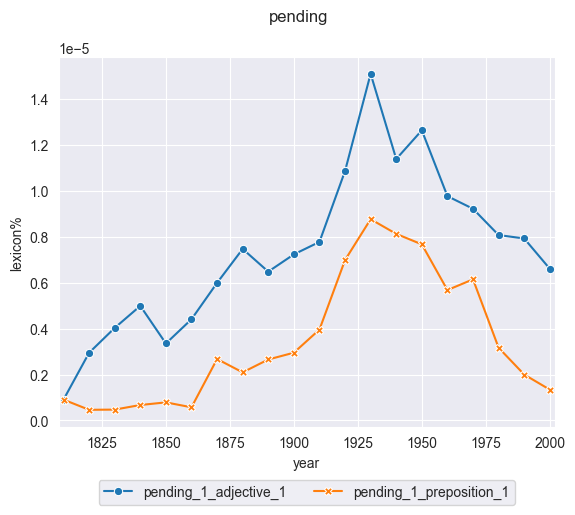 pending
1e−5
1.4
1.2
1.0
0.8
0.6
0.4
0.2
0.0
lexicon%
1825 1850 1875 1900 1925 1950 1975 2000
year
pending_1_adjective_1 pending_1_preposition_1